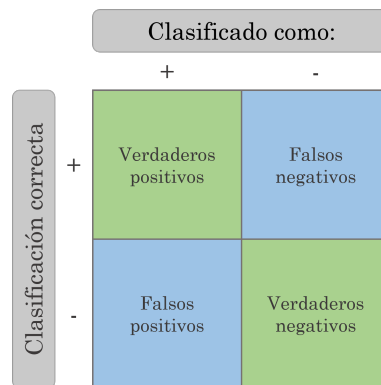 Clasificado como:
+ -
Clasificación correcta
+
Verdaderos
positivos
Falsos
negativos
-
Falsos
positivos
Verdaderos
negativos